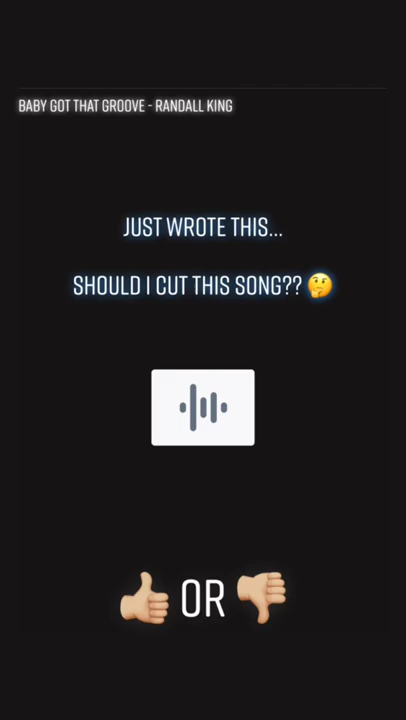 BABY GOT THAT GROOVE - RANDALL KING
JUST WROTE THIS...
SHOULD I CUT THIS SONG?? 🤔
👍🏼 OR 👎🏼